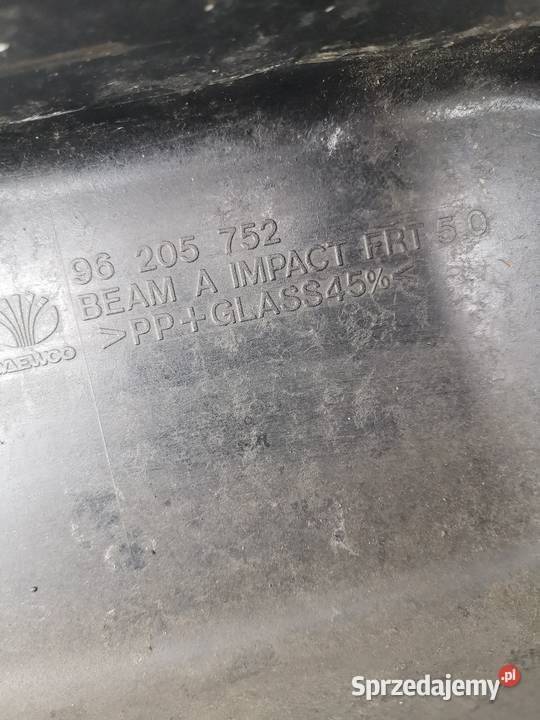 96 205 752
BEAM A IMPACT FRT 5.0
>PP+GLASS45%<
DAEWOO
Sprzedajemy.pl